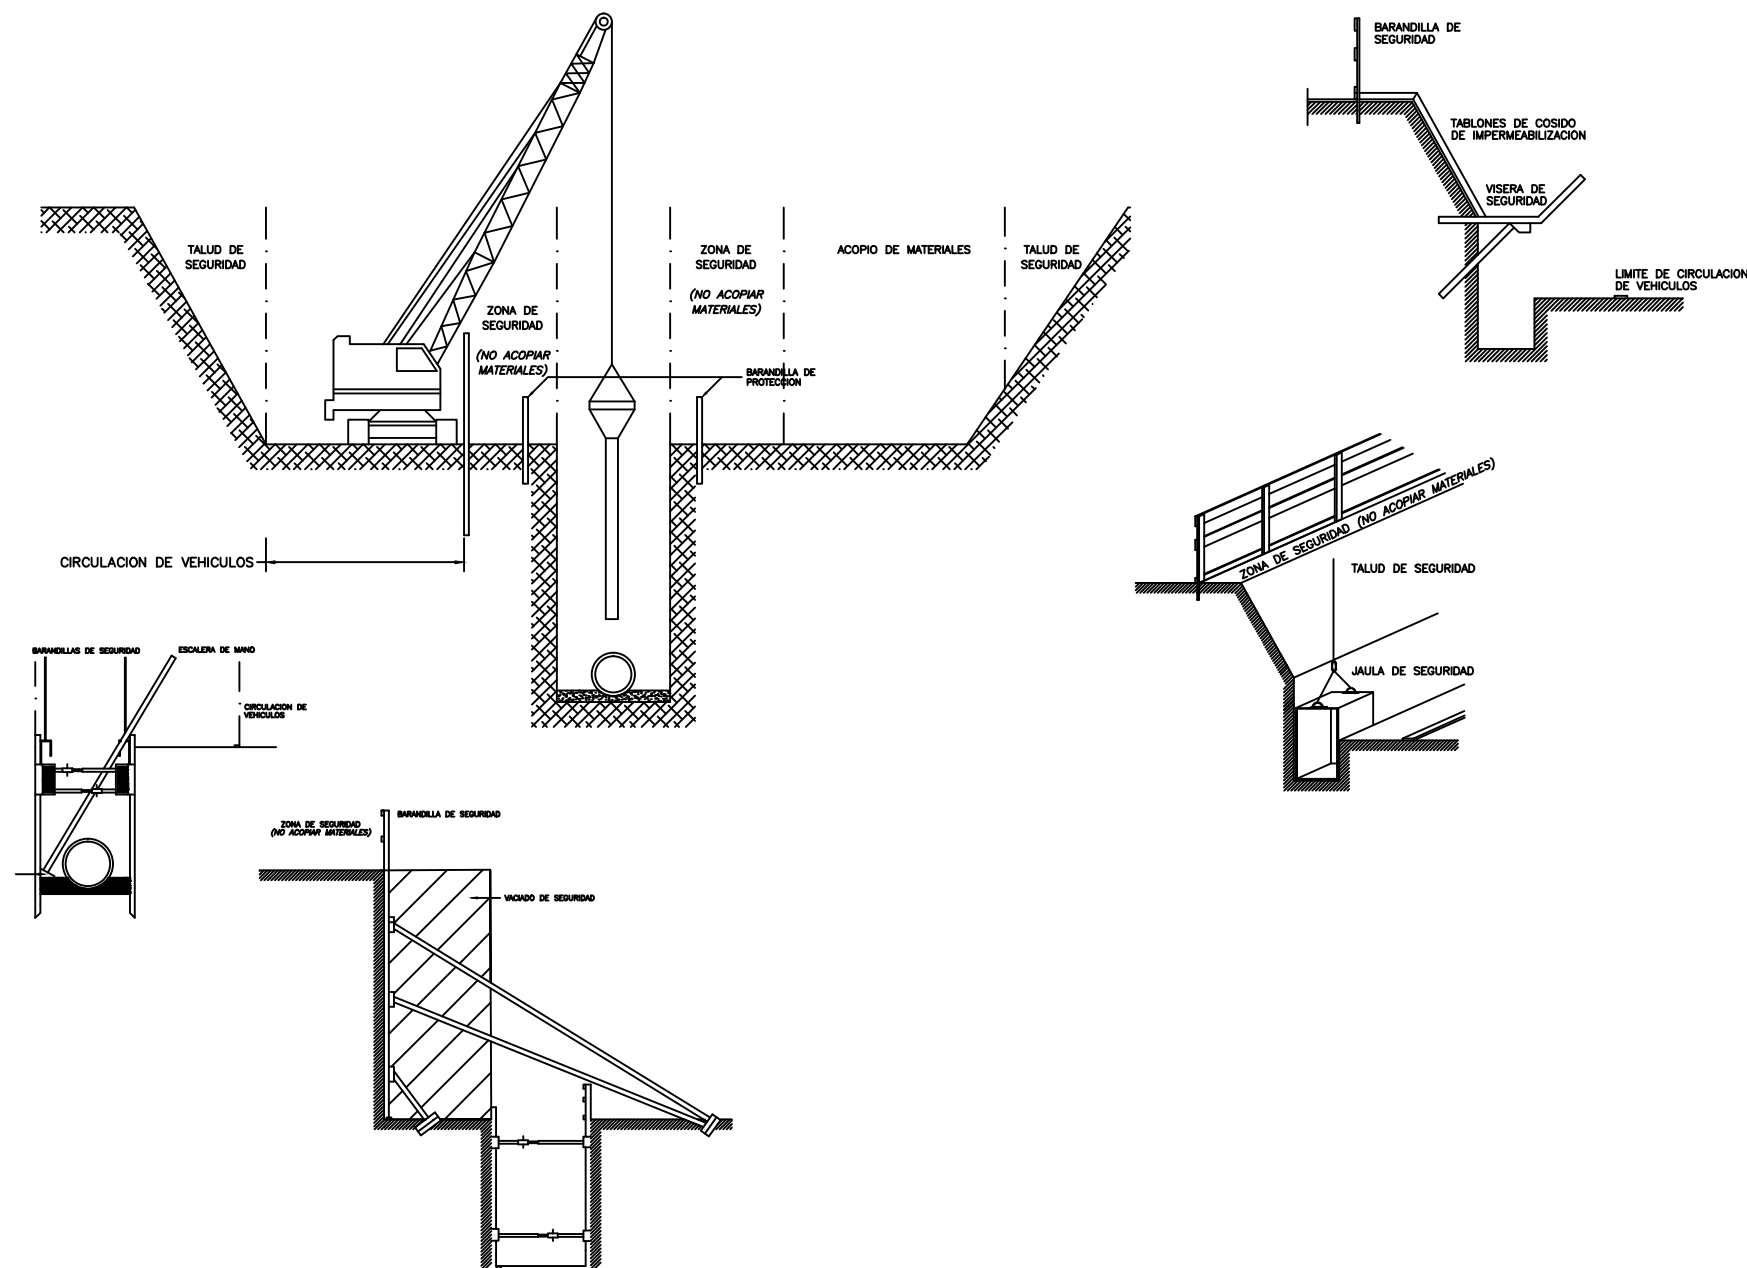 TALUD DE
SEGURIDAD
ZONA DE
SEGURIDAD
(NO ACOPIAR
MATERIALES)
ZONA DE
SEGURIDAD
(NO ACOPIAR
MATERIALES)
ACOPIO DE MATERIALES
TALUD DE
SEGURIDAD
BARANDILLA DE
PROTECCION
CIRCULACION DE VEHICULOS
BARANDILLA DE
SEGURIDAD
TABLONES DE COSIDO
DE IMPERMEABILIZACION
VISERA DE
SEGURIDAD
LIMITE DE CIRCULACION
DE VEHICULOS
ZONA DE SEGURIDAD (NO ACOPIAR MATERIALES)
TALUD DE SEGURIDAD
JAULA DE SEGURIDAD
BARANDILLAS DE SEGURIDAD
ESCALERA DE MANO
CIRCULACION DE
VEHICULOS
ZONA DE SEGURIDAD
(NO ACOPIAR MATERIALES)
BARANDILLA DE SEGURIDAD
VACIADO DE SEGURIDAD